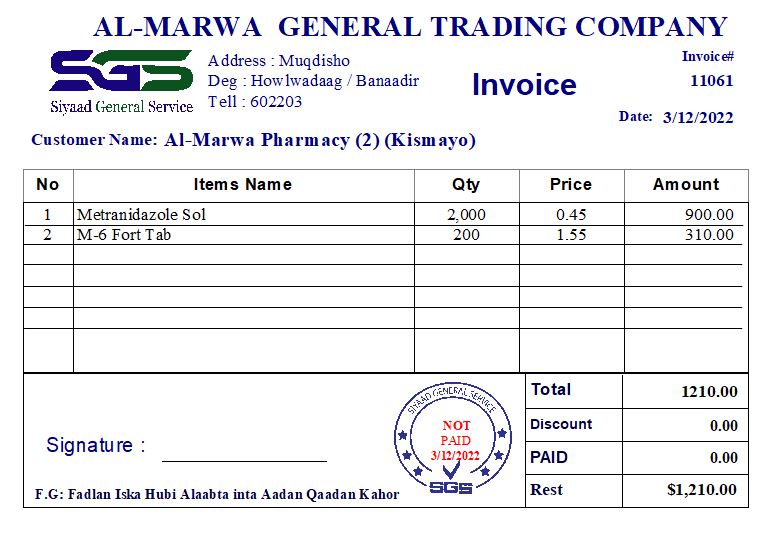 AL-MARWA GENERAL TRADING COMPANY
SGS
Siyaad General Service
Address : Muqdisho
Deg : Howlwadaag / Banaadir
Tell : 602203
Invoice
Invoice#
11061
Date: 3/12/2022
Customer Name: Al-Marwa Pharmacy (2) (Kismayo)
No Items Name Qty Price Amount
1 Metranidazole Sol 2,000 0.45 900.00
2 M-6 Fort Tab 200 1.55 310.00
Total 1210.00
Discount 0.00
PAID 0.00
Rest $1,210.00
Signature :
SIYAAD GENERAL SERVICE
NOT
PAID
3/12/2022
SGS
F.G: Fadlan Iska Hubi Alaabta inta Aadan Qaadan Kahor